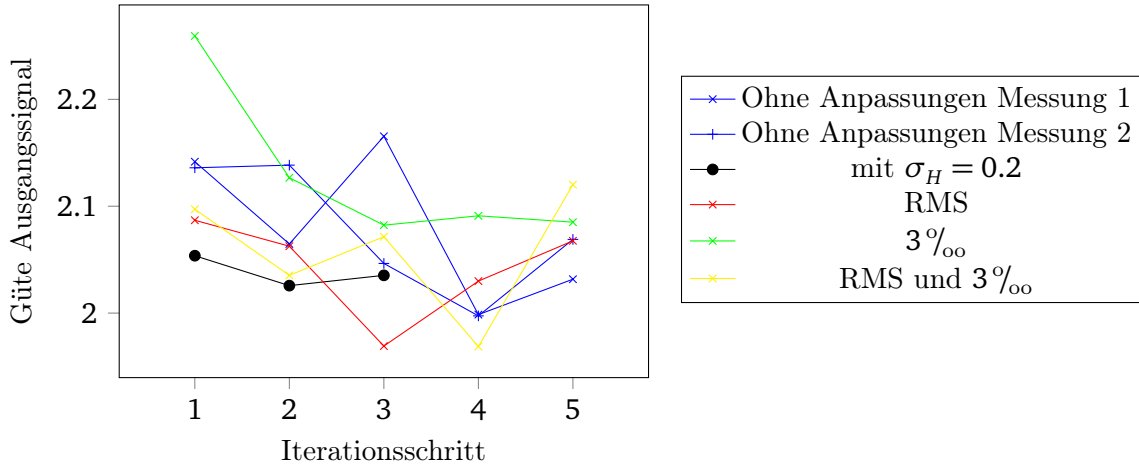 Güte Ausgangssignal
2.2
2.1
2
1 2 3 4 5
Iterationsschritt
Ohne Anpassungen Messung 1
Ohne Anpassungen Messung 2
mit σ_H = 0.2
RMS
3 ‰
RMS und 3 ‰